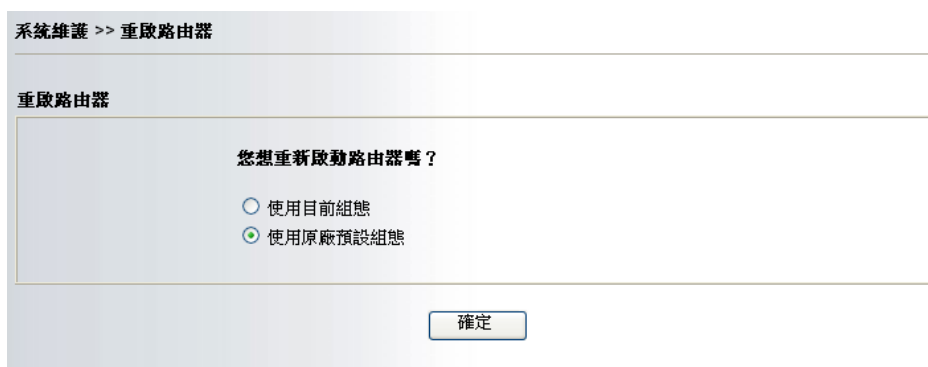 系統維護 >> 重啟路由器
重啟路由器
您想重新啟動路由器嗎？
使用目前組態
使用原廠預設組態
確定